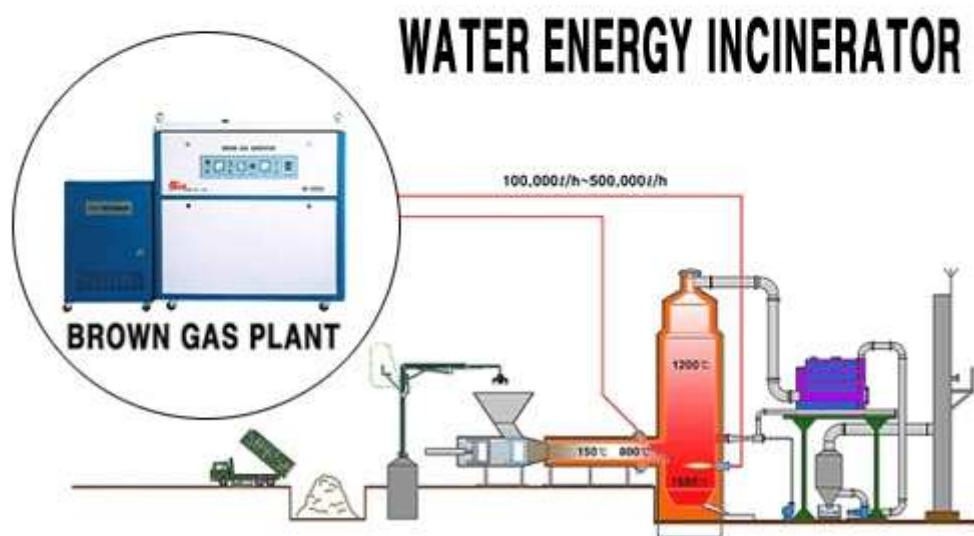 WATER ENERGY INCINERATOR
100,000ℓ/h~500,000ℓ/h
BROWN GAS PLANT
1200℃
150℃ 800℃